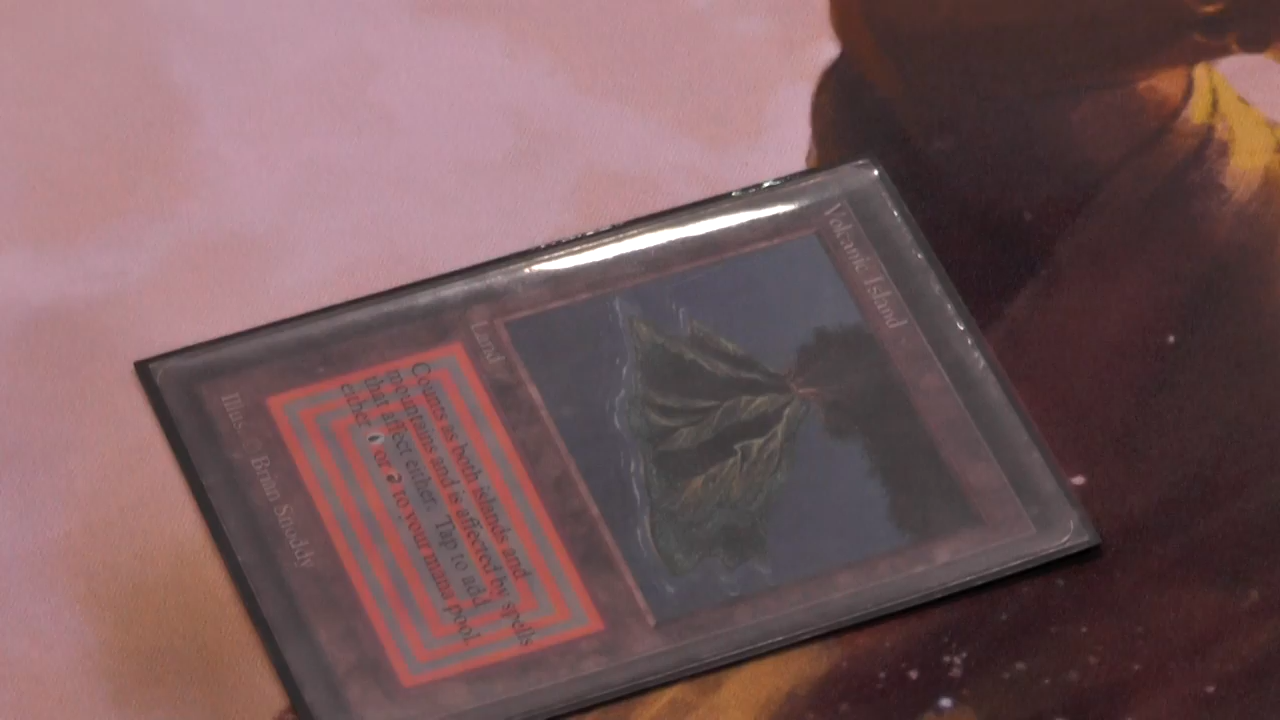 Volcanic Island
Land
Counts as both islands and
mountains and is affected by spells
that affect either. Tap to add
either or to your mana pool.
Illus. © Brian Snoddy